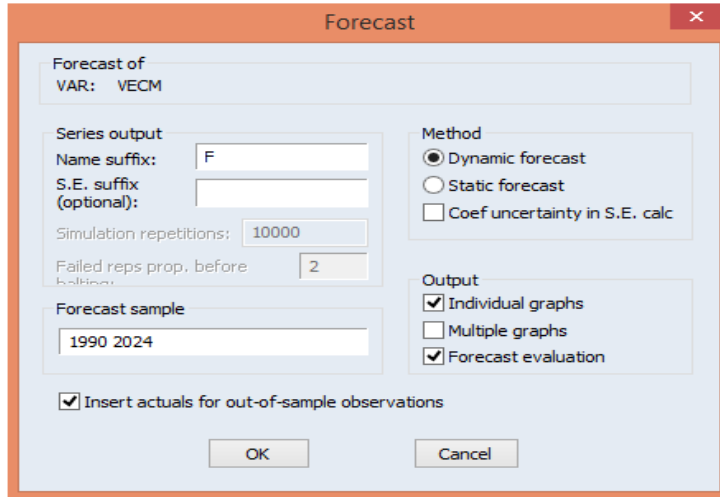 Forecast
Forecast of
VAR: VECM
Series output
Name suffix: F
S.E. suffix
(optional):
Simulation repetitions: 10000
Failed reps prop. before
halting: 2
Forecast sample
1990 2024
Method
Dynamic forecast
Static forecast
Coef uncertainty in S.E. calc
Output
Individual graphs
Multiple graphs
Forecast evaluation
Insert actuals for out-of-sample observations
OK
Cancel